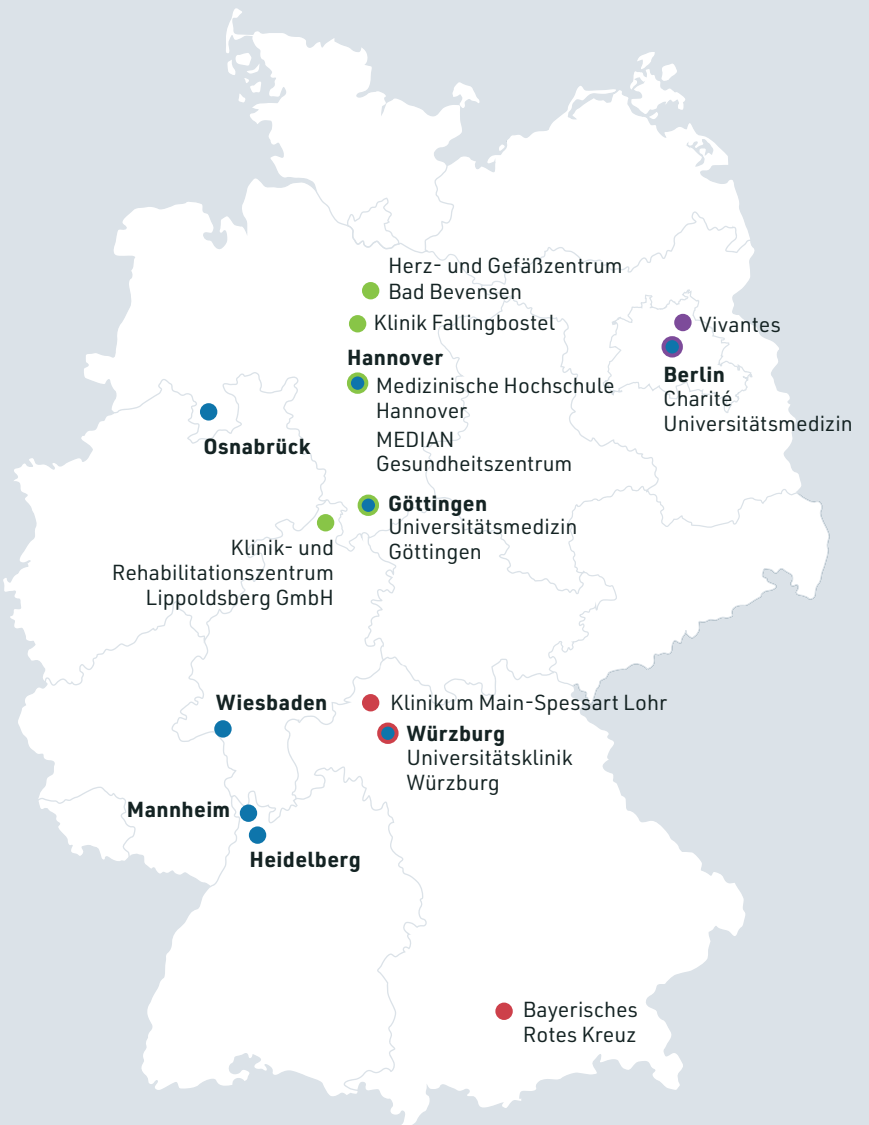 Herz- und Gefäßzentrum
Bad Bevensen
Klinik Fallingbostel
Vivantes
Hannover
Medizinische Hochschule
Hannover
MEDIAN
Gesundheitszentrum
Berlin
Charité
Universitätsmedizin
Osnabrück
Göttingen
Universitätsmedizin
Göttingen
Klinik- und
Rehabilitationszentrum
Lippoldsberg GmbH
Wiesbaden
Klinikum Main-Spessart Lohr
Würzburg
Universitätsklinik
Würzburg
Mannheim
Heidelberg
Bayerisches
Rotes Kreuz